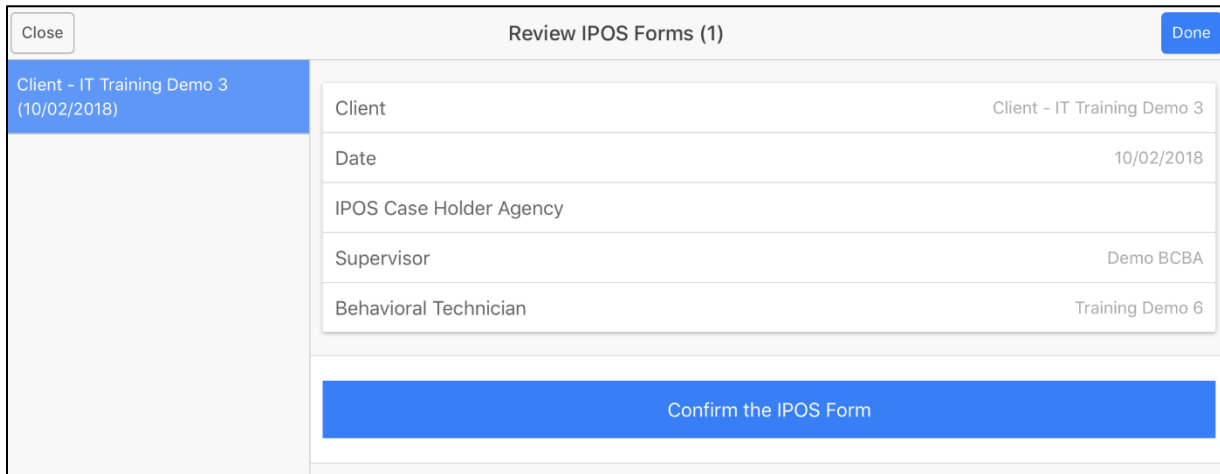 Close
Review IPOS Forms (1)
Done
Client - IT Training Demo 3
(10/02/2018)
Client Client - IT Training Demo 3
Date 10/02/2018
IPOS Case Holder Agency
Supervisor Demo BCBA
Behavioral Technician Training Demo 6
Confirm the IPOS Form